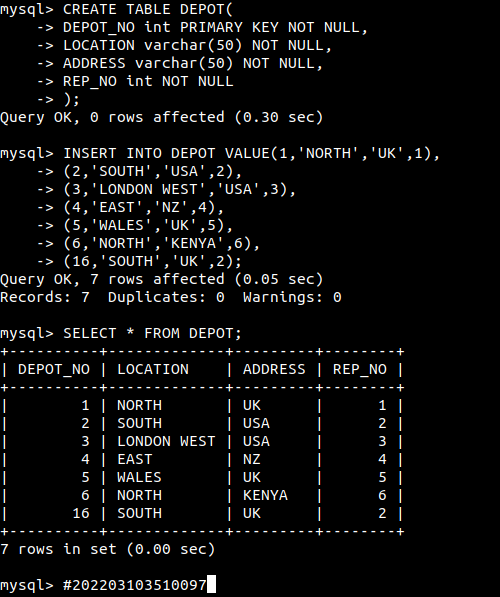 mysql> CREATE TABLE DEPOT(
    -> DEPOT_NO int PRIMARY KEY NOT NULL,
    -> LOCATION varchar(50) NOT NULL,
    -> ADDRESS varchar(50) NOT NULL,
    -> REP_NO int NOT NULL
    -> );
Query OK, 0 rows affected (0.30 sec)

mysql> INSERT INTO DEPOT VALUE(1,'NORTH','UK',1),
    -> (2,'SOUTH','USA',2),
    -> (3,'LONDON WEST','USA',3),
    -> (4,'EAST','NZ',4),
    -> (5,'WALES','UK',5),
    -> (6,'NORTH','KENYA',6),
    -> (16,'SOUTH','UK',2);
Query OK, 7 rows affected (0.05 sec)
Records: 7  Duplicates: 0  Warnings: 0

mysql> SELECT * FROM DEPOT;
+----------+-------------+---------+--------+
| DEPOT_NO | LOCATION    | ADDRESS | REP_NO |
+----------+-------------+---------+--------+
|        1 | NORTH       | UK      |      1 |
|        2 | SOUTH       | USA     |      2 |
|        3 | LONDON WEST | USA     |      3 |
|        4 | EAST        | NZ      |      4 |
|        5 | WALES       | UK      |      5 |
|        6 | NORTH       | KENYA   |      6 |
|       16 | SOUTH       | UK      |      2 |
+----------+-------------+---------+--------+
7 rows in set (0.00 sec)

mysql> #202203103510097